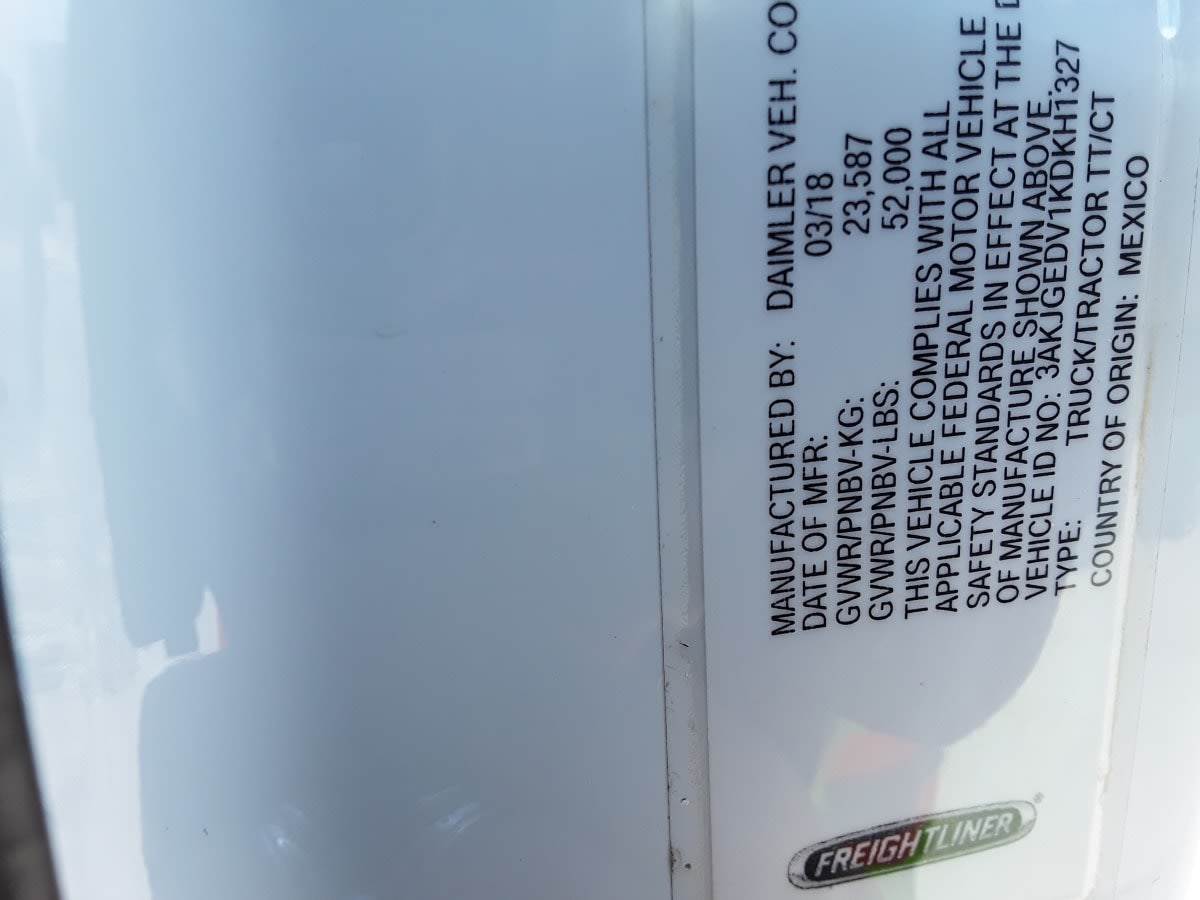 FREIGHTLINER®
MANUFACTURED BY: DAIMLER VEH. CO
DATE OF MFR: 03/18
GVWR/PNBV-KG: 23,587
GVWR/PNBV-LBS: 52,000
THIS VEHICLE COMPLIES WITH ALL
APPLICABLE FEDERAL MOTOR VEHICLE
SAFETY STANDARDS IN EFFECT AT THE
OF MANUFACTURE SHOWN ABOVE.
VEHICLE ID NO: 3AKJGEDV1KDKH1327
TYPE: TRUCK/TRACTOR TT/CT
COUNTRY OF ORIGIN: MEXICO